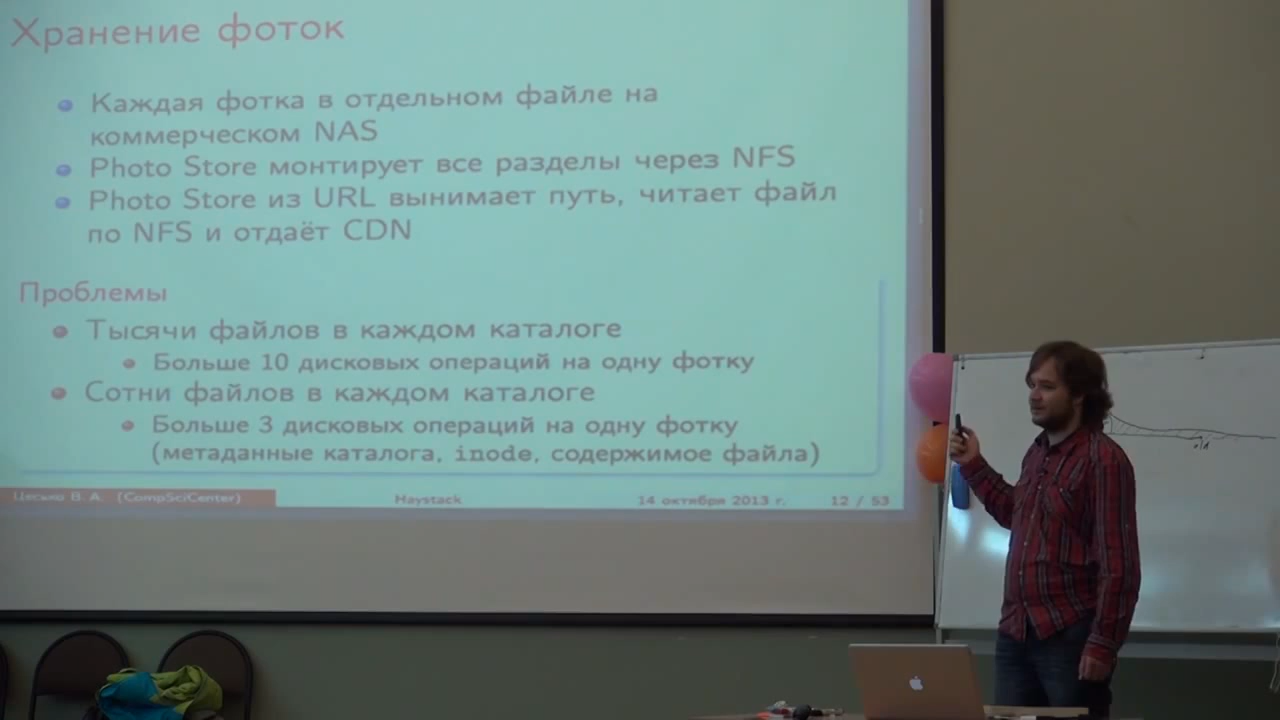 Хранение фоток
Каждая фотка в отдельном файле на
коммерческом NAS
Photo Store монтирует все разделы через NFS
Photo Store из URL вынимает путь, читает файл
по NFS и отдаёт CDN
Проблемы
Тысячи файлов в каждом каталоге
Больше 10 дисковых операций на одну фотку
Сотни файлов в каждом каталоге
Больше 3 дисковых операций на одну фотку
(метаданные каталога, inode, содержимое файла)
Цесько В. А. (CompSciCenter) Haystack 14 октября 2013 г. 12 / 53
old